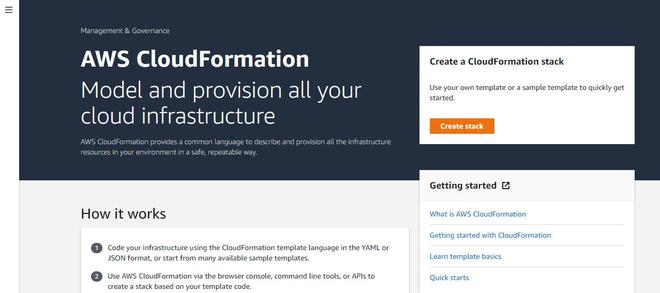 Management & Governance
AWS CloudFormation
Model and provision all your
cloud infrastructure
AWS CloudFormation provides a common language to describe and provision all the infrastructure
resources in your environment in a safe, repeatable way.
Create a CloudFormation stack
Use your own template or a sample template to quickly get
started.
Create stack
Getting started
What is AWS CloudFormation
Getting started with CloudFormation
Learn template basics
Quick starts
How it works
1 Code your infrastructure using the CloudFormation template language in the YAML or
JSON format, or start from many available sample templates.
2 Use AWS CloudFormation via the browser console, command line tools, or APIs to
create a stack based on your template code.